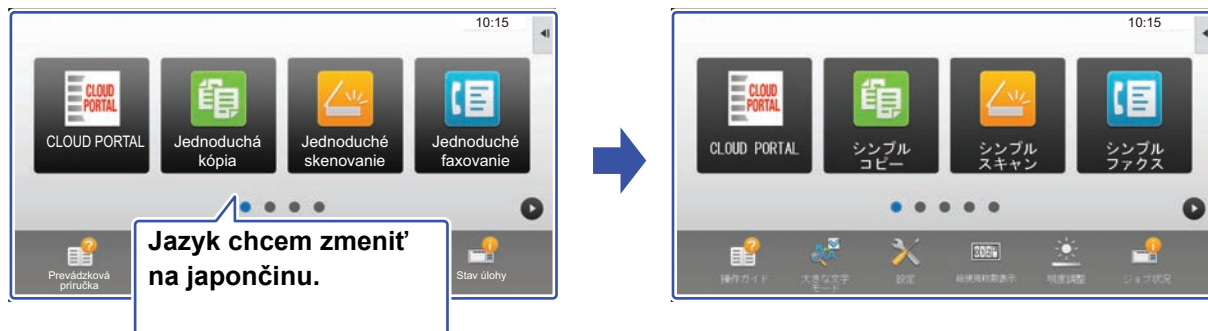 10:15
CLOUD
PORTAL
CLOUD PORTAL
Jednoduchá
kópia
Jednoduché
skenovanie
Jednoduché
faxovanie
Prevádzková
príručka
Jazyk chcem zmeniť
na japončinu.
Stav úlohy
10:15
CLOUD
PORTAL
CLOUD PORTAL
シンプル
コピー
シンプル
スキャン
シンプル
ファクス
操作ガイド
大きな文字
モード
設定
総使用枚数表示
明度調整
ジョブ状況